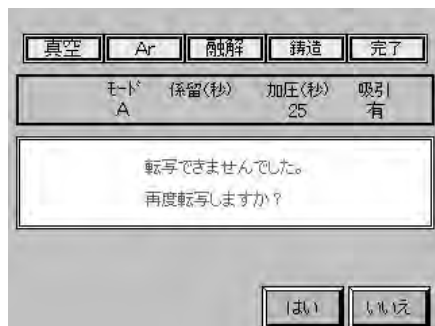 真空 Ar 融解 鋳造 完了
ﾓｰﾄﾞ 係留(秒) 加圧(秒) 吸引
A 25 有
転写できませんでした。
再度転写しますか？
はい いいえ